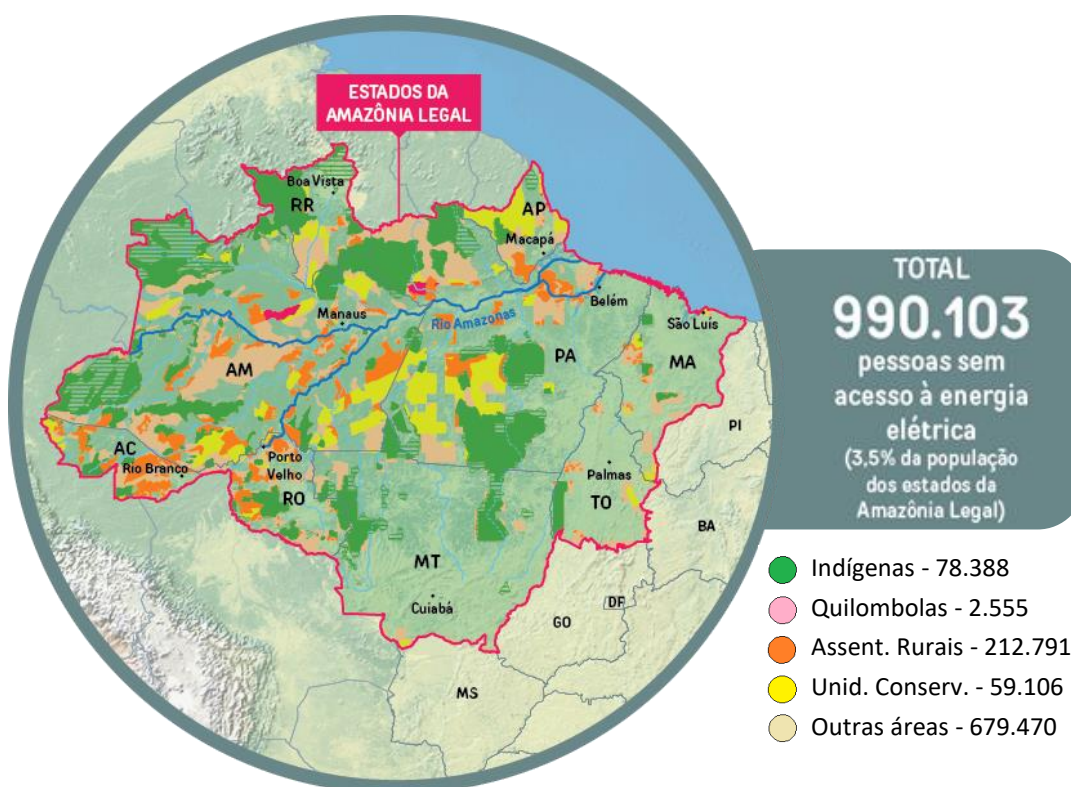 ESTADOS DA
AMAZÔNIA LEGAL
Boa Vista
RR
AP
Macapá
Belém
São Luís
Manaus
Rio Amazonas
PA
MA
AM
AC
Rio Branco
Porto
Velho
RO
Palmas
TO
PI
BA
MT
Cuiabá
GO
DF
MS
TOTAL
990.103
pessoas sem
acesso à energia
elétrica
(3,5% da população
dos estados da
Amazônia Legal)
Indígenas - 78.388
Quilombolas - 2.555
Assent. Rurais - 212.791
Unid. Conserv. - 59.106
Outras áreas - 679.470